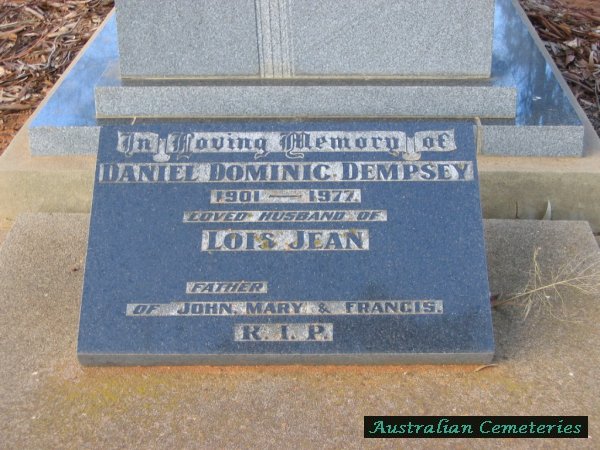 In Loving Memory of
DANIEL DOMINIC DEMPSEY
1901 — 1977.
LOVED HUSBAND OF
LOIS JEAN
FATHER
OF JOHN. MARY & FRANCIS.
R.I.P.
Australian Cemeteries